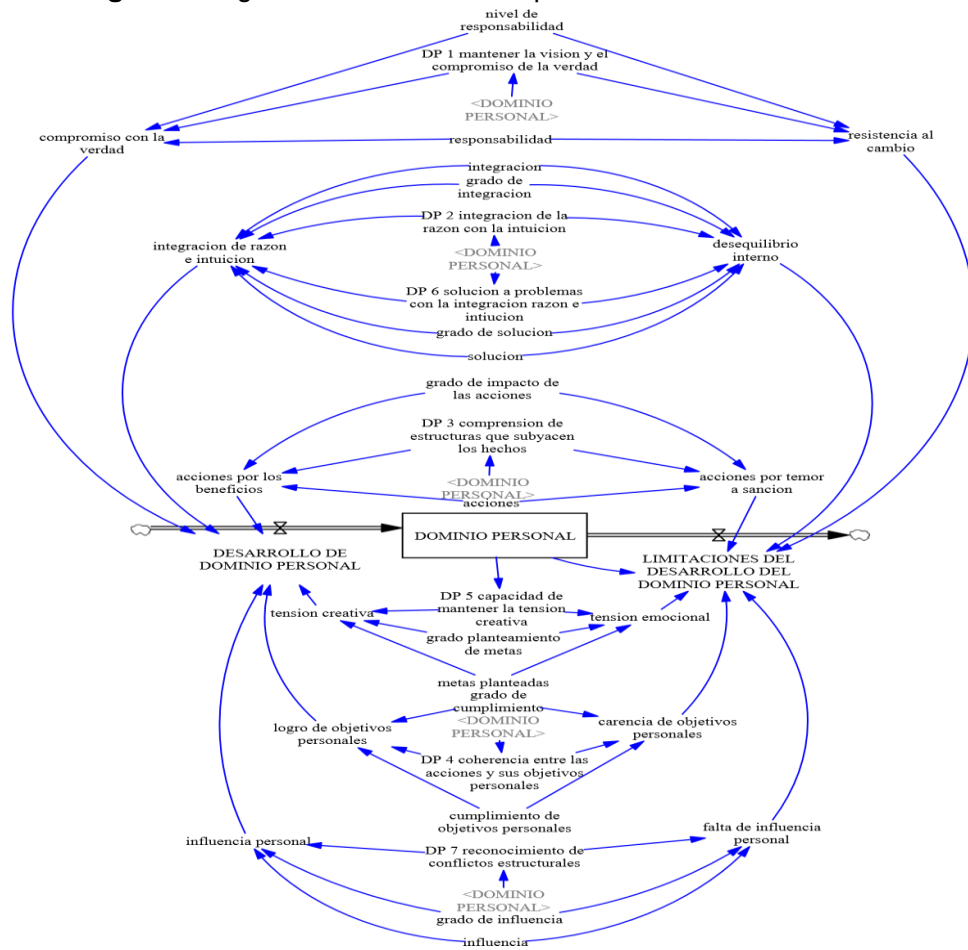 nivel de
responsabilidad
DP 1 mantener la vision y el
compromiso de la verdad
<DOMINIO
PERSONAL>
compromiso con la
verdad
responsabilidad
resistencia al
cambio
integracion
grado de
integracion
DP 2 integracion de la
razon con la intuicion
integracion de razon
e intuicion
<DOMINIO
PERSONAL>
desequilibrio
interno
DP 6 solucion a problemas
con la integracion razon e
intiucion
grado de solucion
solucion
grado de impacto de
las acciones
DP 3 comprension de
estructuras que subyacen
los hechos
acciones por los
beneficios
<DOMINIO
PERSONAL>
acciones
acciones por temor
a sancion
DOMINIO PERSONAL
DESARROLLO DE
DOMINIO PERSONAL
LIMITACIONES DEL
DESARROLLO DEL
DOMINIO PERSONAL
DP 5 capacidad de
mantener la tension
creativa
tension creativa
tension emocional
grado planteamiento
de metas
metas planteadas
grado de
cumplimiento
<DOMINIO
PERSONAL>
logro de objetivos
personales
carencia de objetivos
personales
DP 4 coherencia entre las
acciones y sus objetivos
personales
cumplimiento de
objetivos personales
influencia personal
falta de influencia
personal
DP 7 reconocimiento de
conflictos estructurales
<DOMINIO
PERSONAL>
grado de influencia
influencia